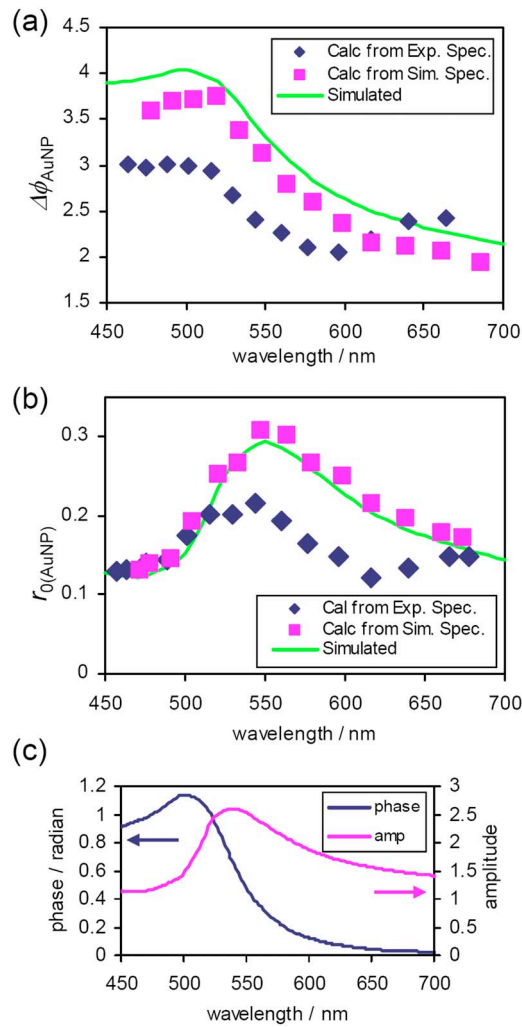 (a)
Calc from Exp. Spec.
Calc from Sim. Spec.
Simulated
4.5
4
3.5
3
2.5
2
1.5
ΔϕAuNP
450 500 550 600 650 700
wavelength / nm
(b)
0.3
0.2
0.1
0
r0(AuNP)
Cal from Exp. Spec.
Calc from Sim. Spec.
Simulated
450 500 550 600 650 700
wavelength / nm
(c)
1.2
1
0.8
0.6
0.4
0.2
0
phase / radian
phase
amp
3
2.5
2
1.5
1
0.5
0
amplitude
450 500 550 600 650 700
wavelength / nm